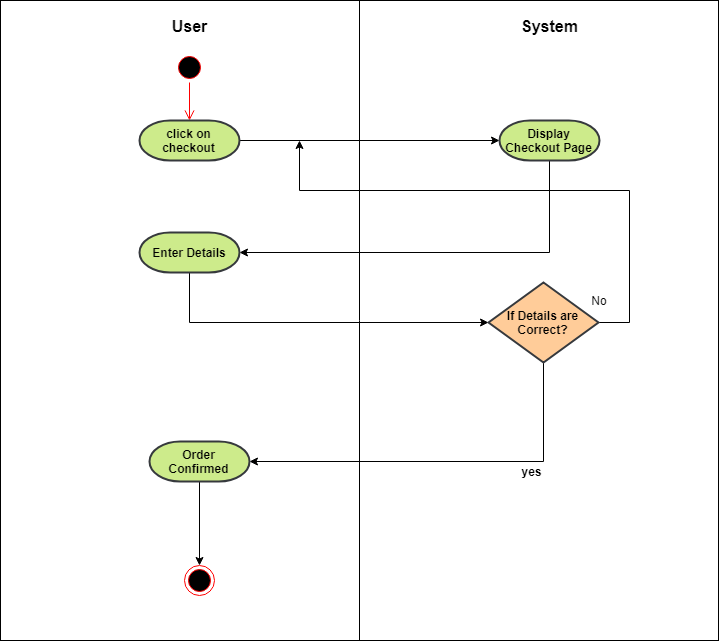 User
System
click on
checkout
Display
Checkout Page
Enter Details
No
If Details are
Correct?
Order
Confirmed
yes